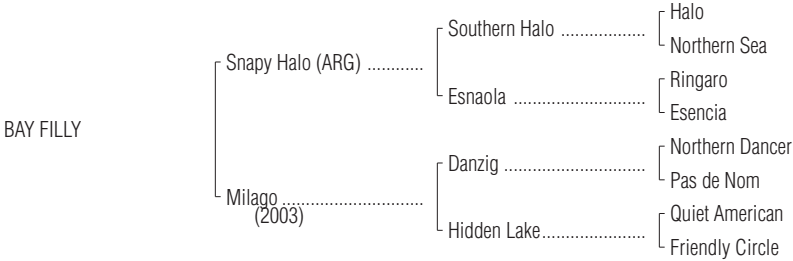 Halo
Southern Halo ..................
Northern Sea
Snapy Halo (ARG) ............
Ringaro
Esnaola ............................
Esencia
BAY FILLY
Northern Dancer
Danzig ..............................
Pas de Nom
Milago ..............................
(2003)
Quiet American
Hidden Lake......................
Friendly Circle